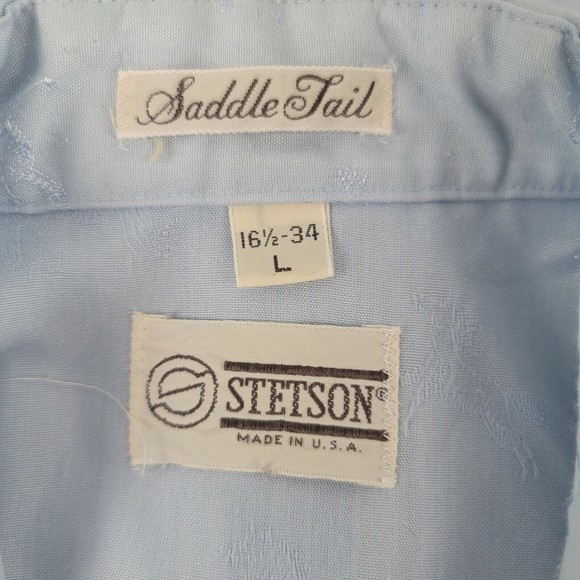 Saddle Tail
16½-34
L
STETSON®
MADE IN U.S.A.